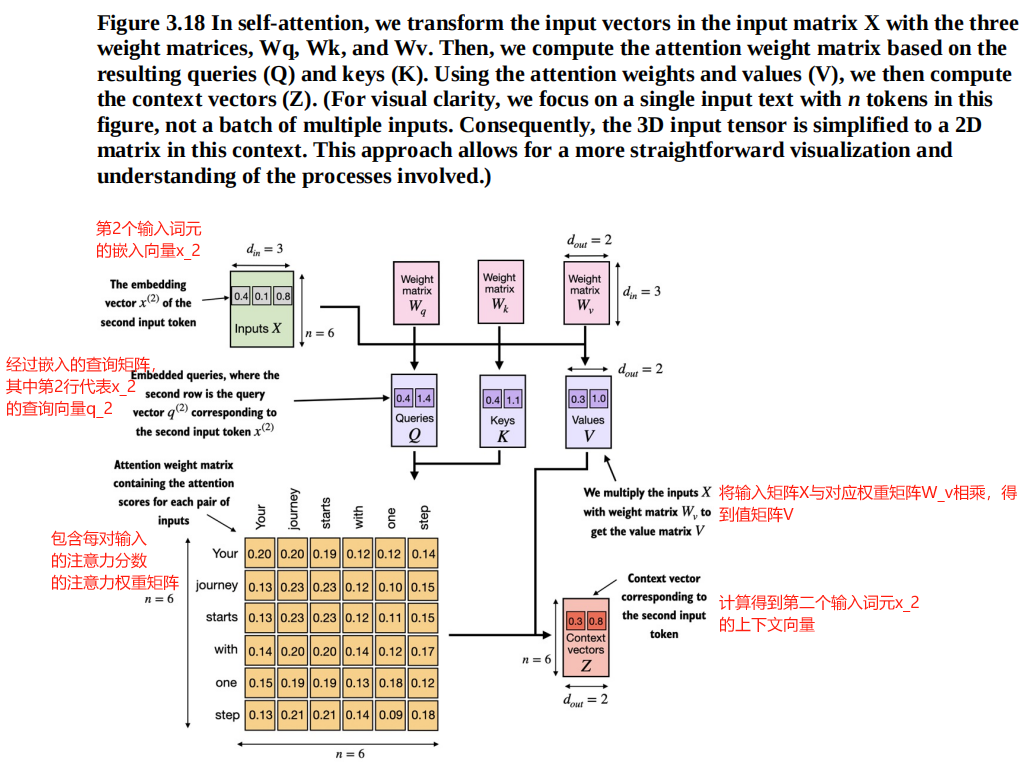 Figure 3.18 In self-attention, we transform the input vectors in the input matrix X with the three
weight matrices, Wq, Wk, and Wv. Then, we compute the attention weight matrix based on the
resulting queries (Q) and keys (K). Using the attention weights and values (V), we then compute
the context vectors (Z). (For visual clarity, we focus on a single input text with n tokens in this
figure, not a batch of multiple inputs. Consequently, the 3D input tensor is simplified to a 2D
matrix in this context. This approach allows for a more straightforward visualization and
understanding of the processes involved.)
第2个输入词元
的嵌入向量x_2
d_in = 3
The embedding
vector x^(2) of the
second input token
0.4 0.1 0.8
Inputs X
n = 6
Weight
matrix
W_q
Weight
matrix
W_k
d_out = 2
Weight
matrix
W_v
d_in = 3
经过嵌入的查询矩阵,
其中第2行代表x_2
的查询向量q_2
Embedded queries, where the
second row is the query
vector q^(2) corresponding to
the second input token x^(2)
0.4 1.4
Queries
Q
0.4 1.1
Keys
K
d_out = 2
0.3 1.0
Values
V
We multiply the inputs X
with weight matrix W_v to
get the value matrix V
将输入矩阵X与对应权重矩阵W_v相乘，得
到值矩阵V
Attention weight matrix
containing the attention
scores for each pair of
inputs
包含每对输入
的注意力分数
的注意力权重矩阵
n = 6
Your journey starts with one step
Your 0.20 0.20 0.19 0.12 0.12 0.14
journey 0.13 0.23 0.23 0.12 0.10 0.15
starts 0.13 0.23 0.23 0.12 0.11 0.15
with 0.14 0.20 0.20 0.14 0.12 0.17
one 0.15 0.19 0.19 0.13 0.18 0.12
step 0.13 0.21 0.21 0.14 0.09 0.18
n = 6
Context vector
corresponding to
the second input
token
计算得到第二个输入词元x_2
的上下文向量
n = 6
0.3 0.8
Context
vectors
Z
d_out = 2